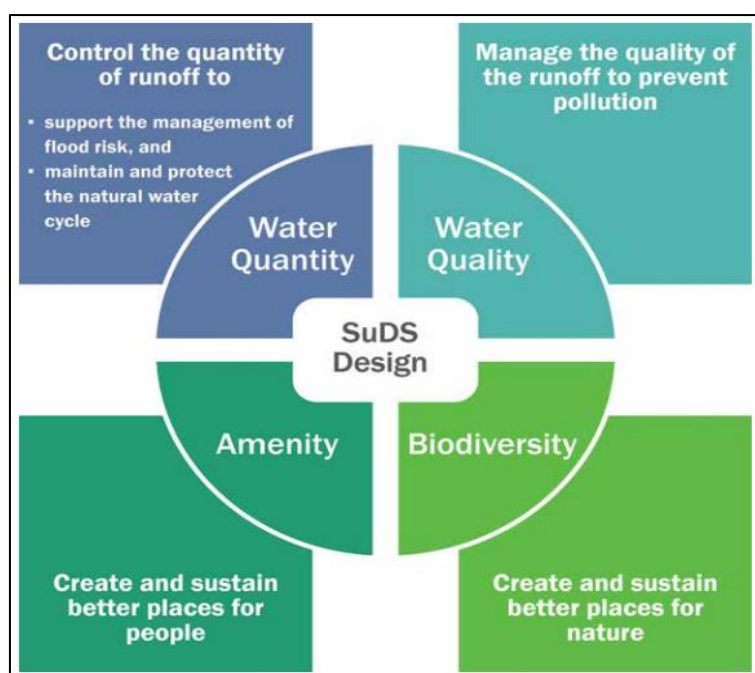 Control the quantity
of runoff to
• support the management of
flood risk, and
• maintain and protect
the natural water
cycle
Manage the quality of
the runoff to prevent
pollution
Water
Quantity
Water
Quality
SuDS
Design
Amenity
Biodiversity
Create and sustain
better places for
people
Create and sustain
better places for
nature